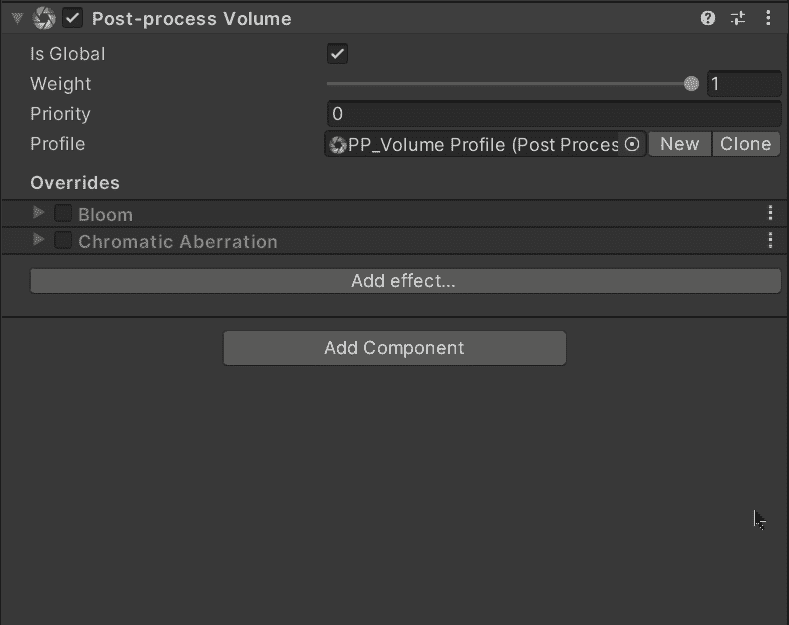 Post-process Volume
Is Global
Weight 1
Priority 0
Profile PP_Volume Profile (Post Proces New Clone
Overrides
Bloom
Chromatic Aberration
Add effect...
Add Component